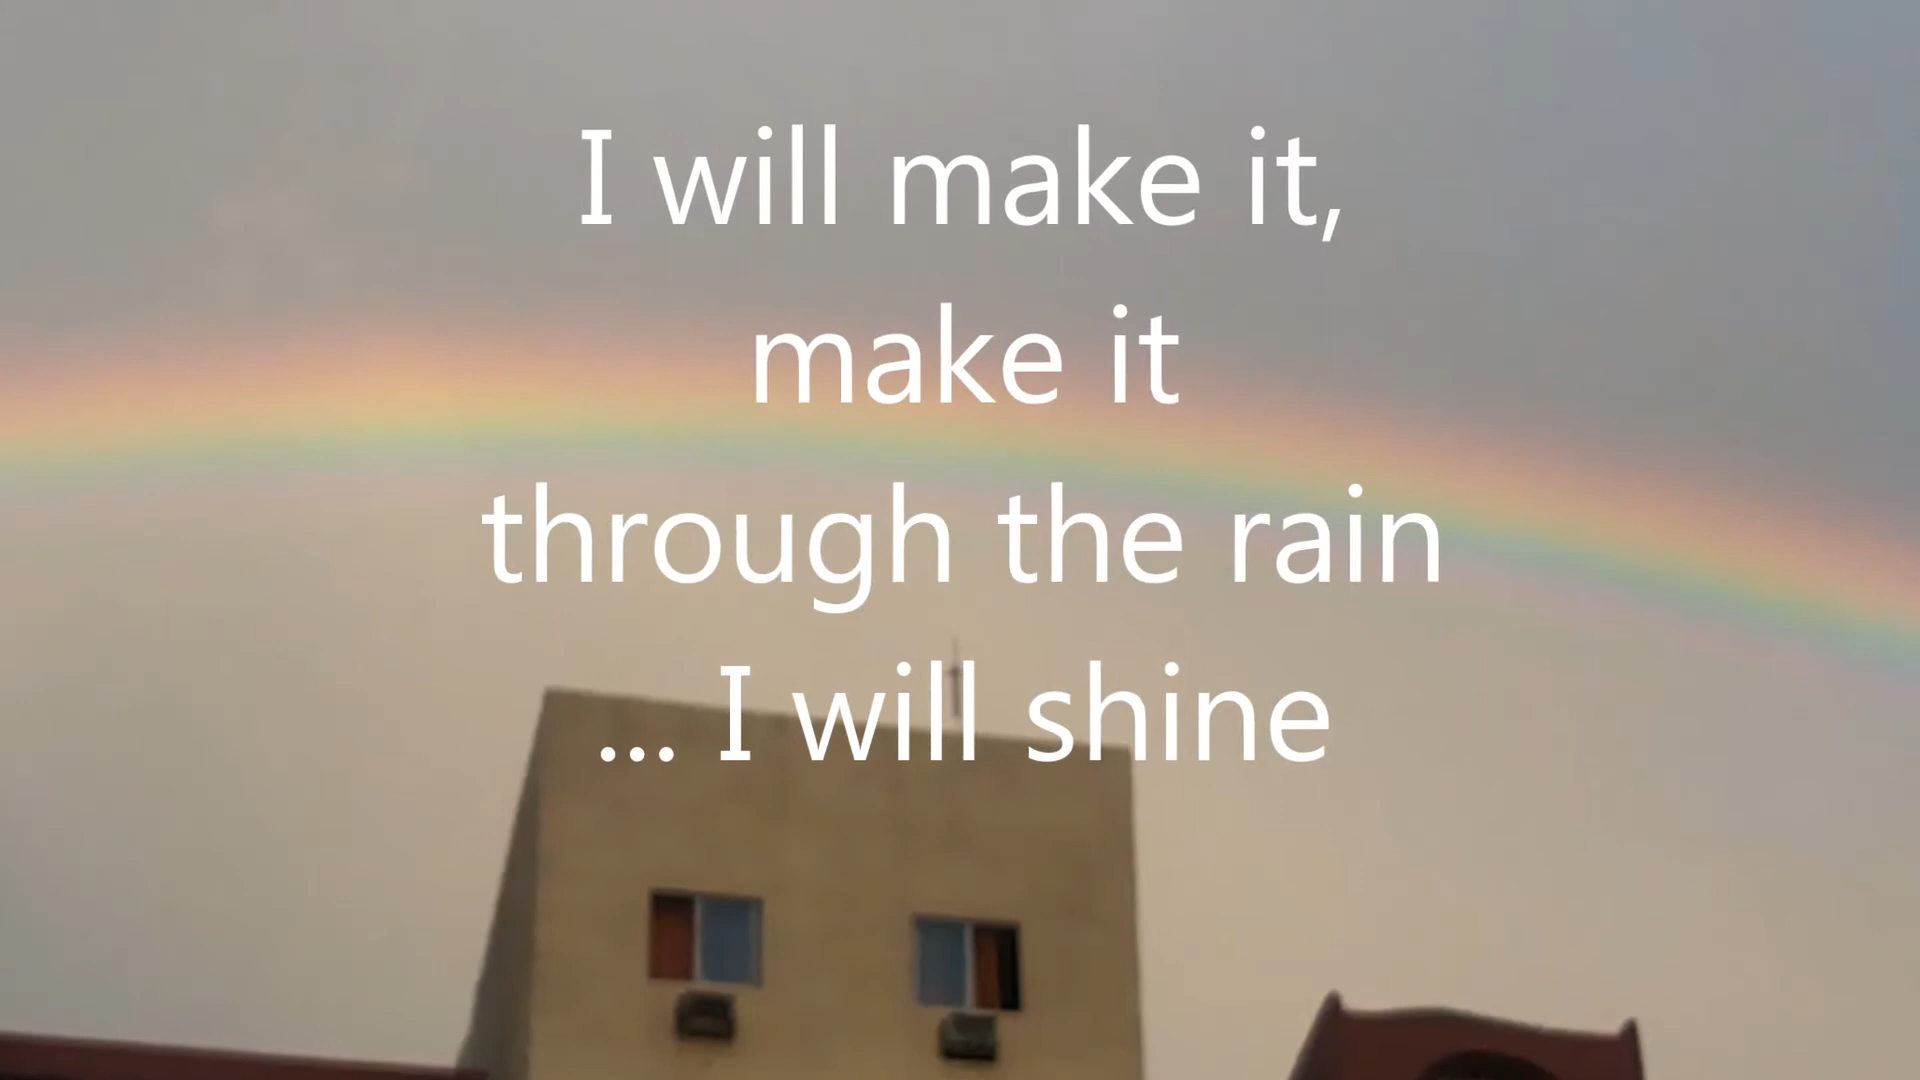 I will make it,
make it
through the rain
... I will shine